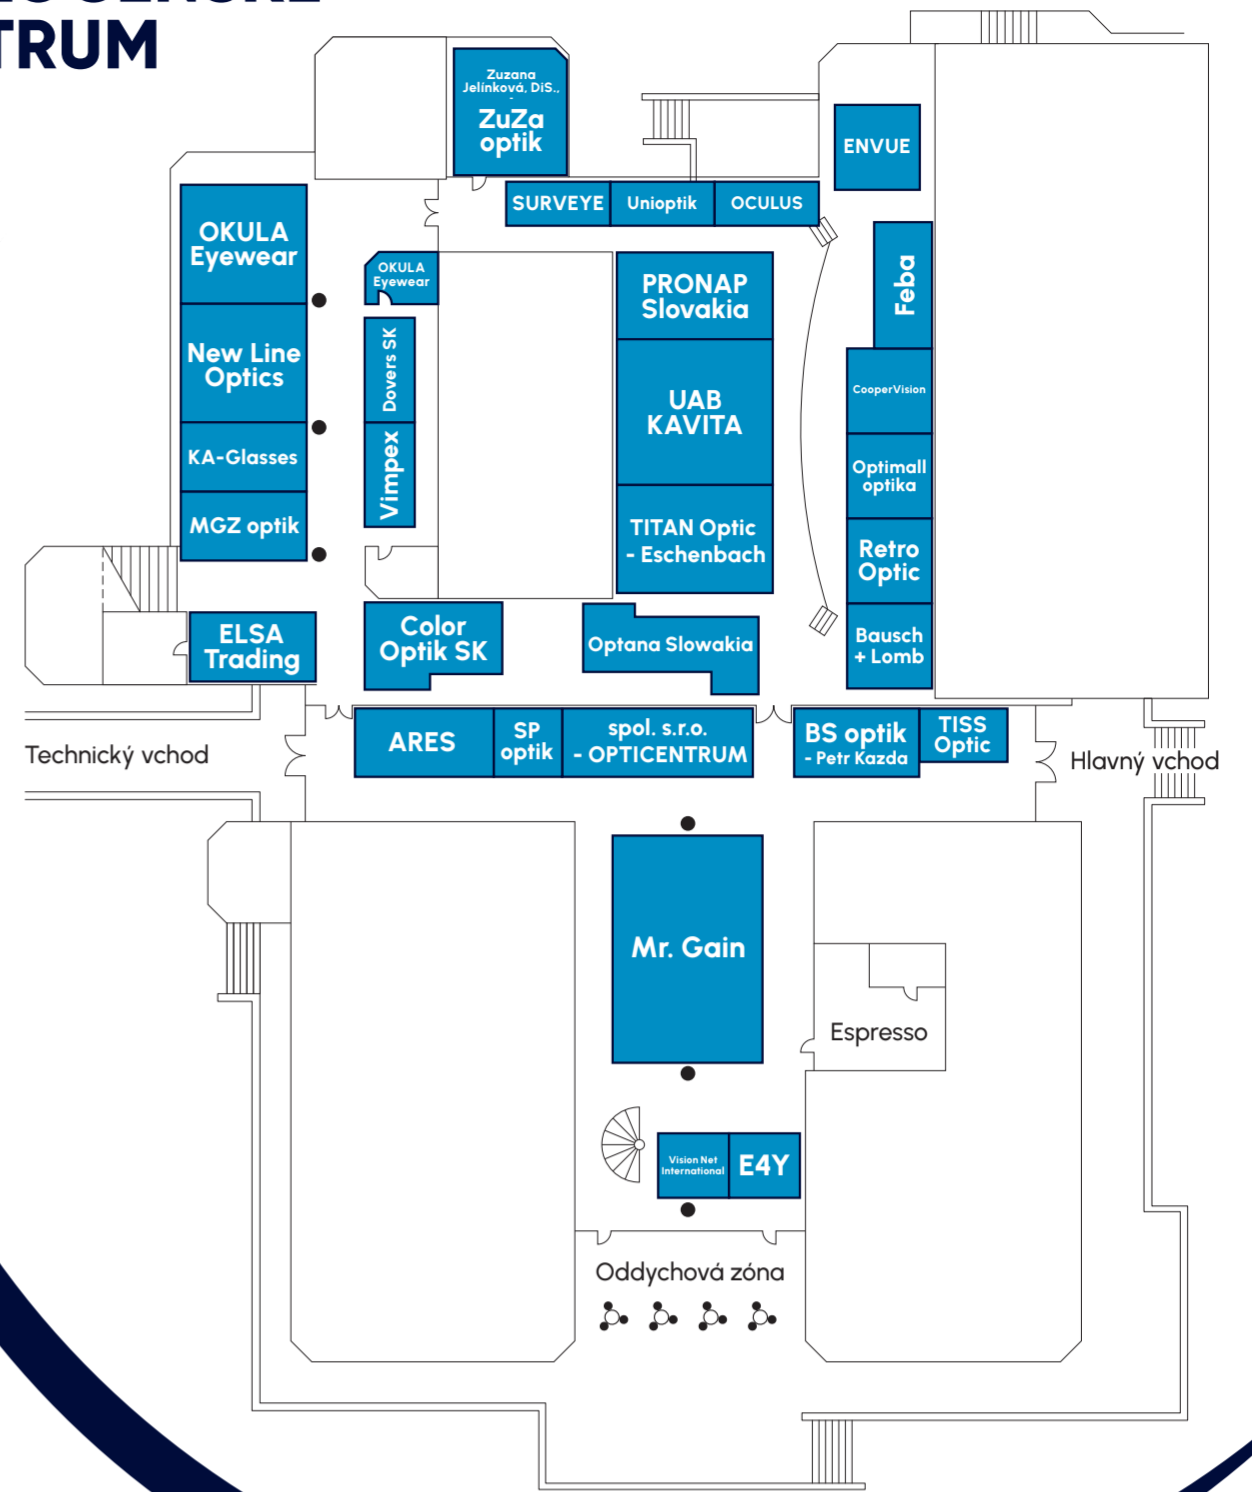 TRUM
Zuzana
Jelínková, DiS.,
-
ZuZa
optik
ENVUE
SURVEYE
Unioptik
OCULUS
OKULA
Eyewear
OKULA
Eyewear
PRONAP
Slovakia
Feba
New Line
Optics
Dovers SK
UAB
KAVITA
CooperVision
KA-Glasses
Vimpex
Optimall
optika
MGZ optik
TITAN Optic
- Eschenbach
Retro
Optic
ELSA
Trading
Color
Optik SK
Optana Slowakia
Bausch
+ Lomb
Technický vchod
ARES
SP
optik
spol. s.r.o.
- OPTICENTRUM
BS optik
- Petr Kazda
TISS
Optic
Hlavný vchod
Mr. Gain
Espresso
Vision Net
International
E4Y
Oddychová zóna